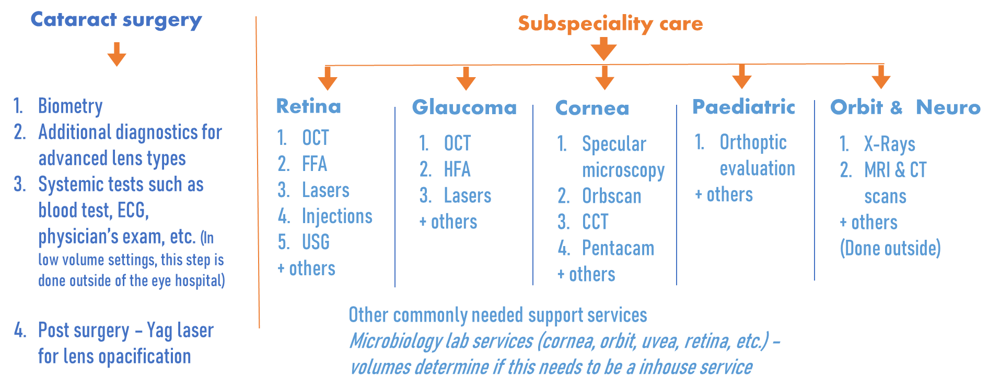 Cataract surgery
1. Biometry
2. Additional diagnostics for
advanced lens types
3. Systemic tests such as
blood test, ECG,
physician's exam, etc. (In
low volume settings, this step is
done outside of the eye hospital)
4. Post surgery – Yag laser
for lens opacification
Subspeciality care
Retina
1. OCT
2. FFA
3. Lasers
4. Injections
5. USG
+ others
Glaucoma
1. OCT
2. HFA
3. Lasers
+ others
Cornea
1. Specular
microscopy
2. Orbscan
3. CCT
4. Pentacam
+ others
Paediatric
1. Orthoptic
evaluation
+ others
Orbit & Neuro
1. X-Rays
2. MRI & CT
scans
+ others
(Done outside)
Other commonly needed support services
Microbiology lab services (cornea, orbit, uvea, retina, etc.) –
volumes determine if this needs to be a inhouse service